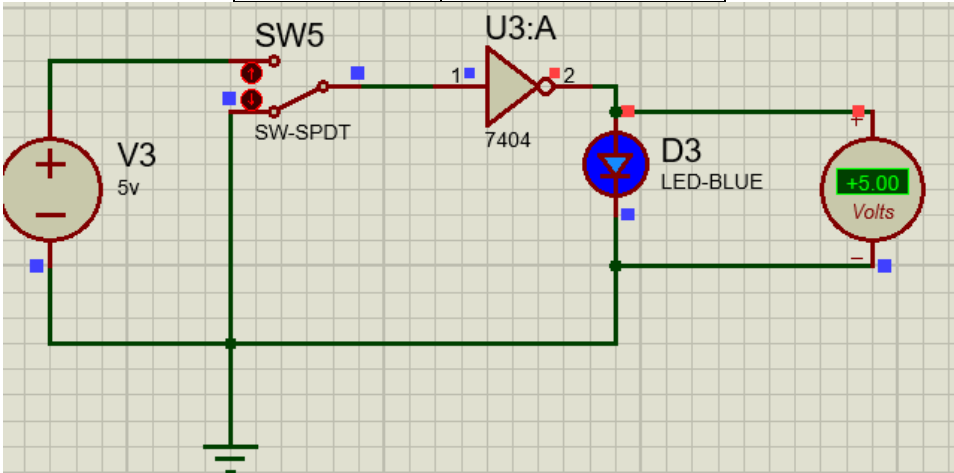 SW5
U3:A
1
2
SW-SPDT
7404
V3
5v
D3
LED-BLUE
+
+5.00
Volts
−